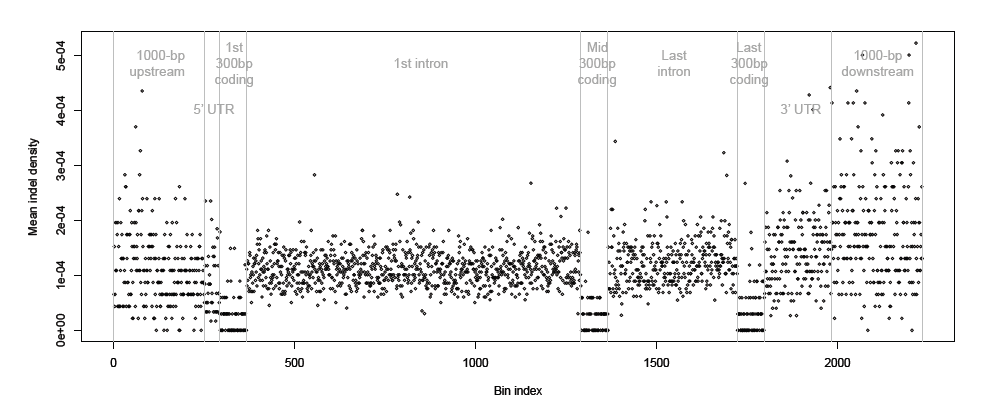 1000-bp
upstream
5' UTR
1st
300bp
coding
1st intron
Mid
300bp
coding
Last
intron
Last
300bp
coding
3' UTR
1000-bp
downstream
Mean indel density
5e-04
4e-04
3e-04
2e-04
1e-04
0e+00
0
500
1000
1500
2000
Bin index